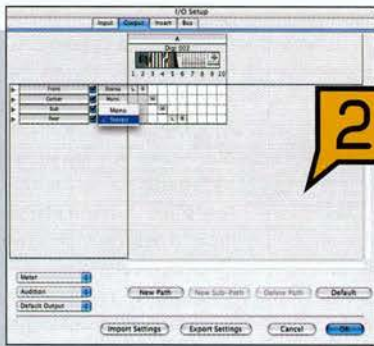 I/O Setup
Input Output Insert Bus
A
Digi 002
1 2 3 4 5 6 7 8 9 10
Front Stereo L R
Center Mono M
Sub Mono M
Rear Stereo L R
2
Meter
Audition
Default Output
New Path New Sub-Path Delete Path Default
Import Settings Export Settings Cancel OK